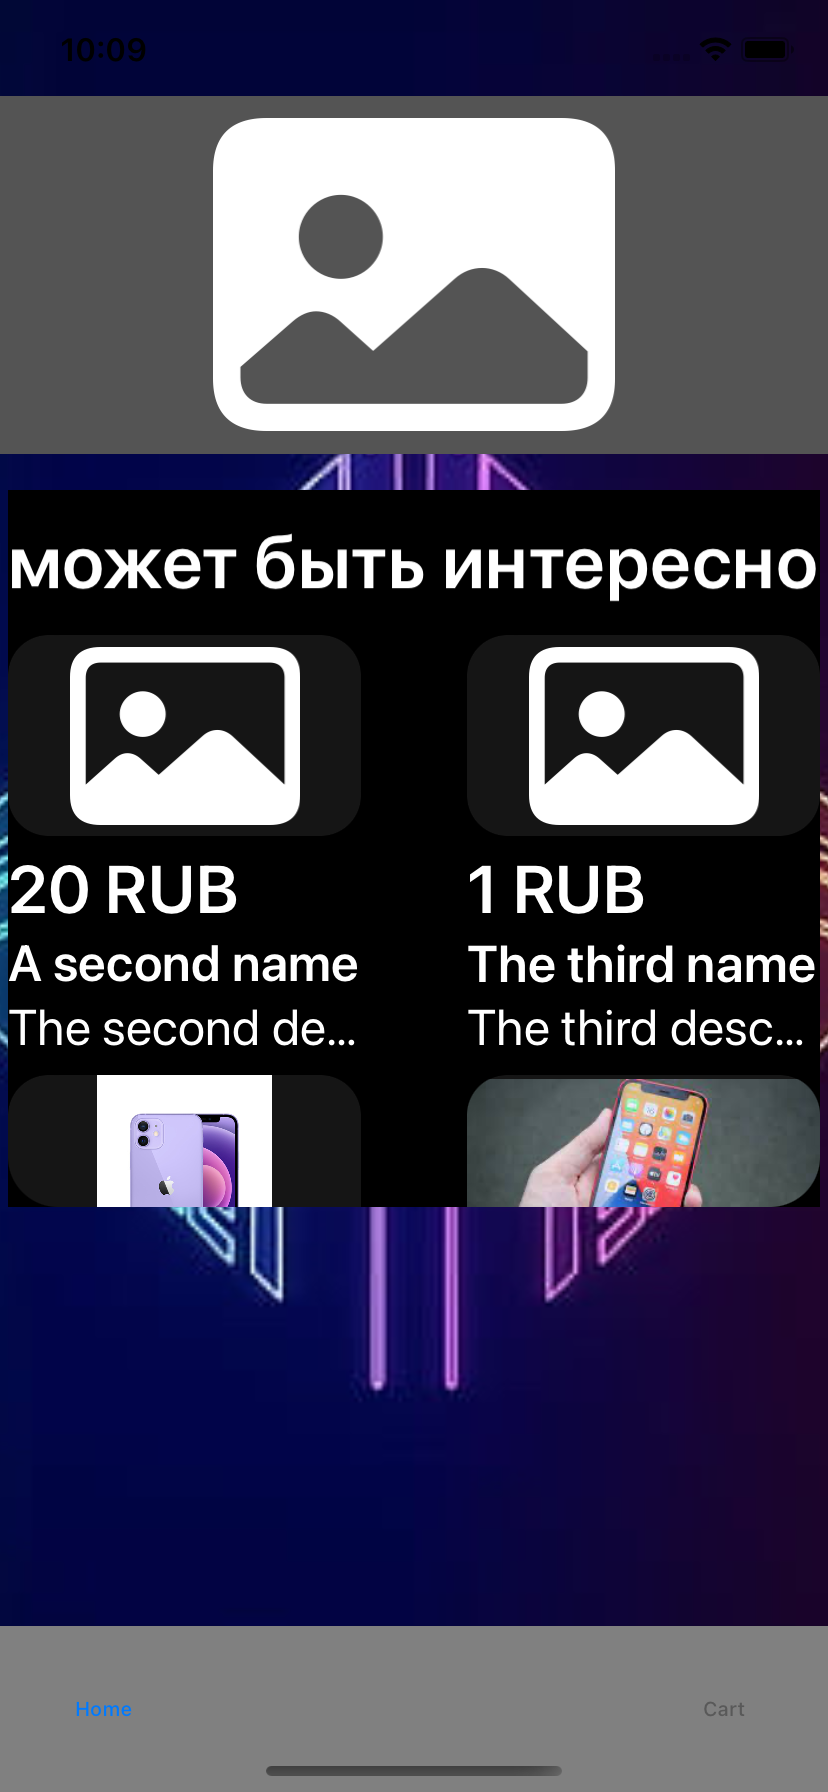 10:09
может быть интересно
20 RUB
1 RUB
A second name
The third name
The second de...
The third desc...
Home
Cart